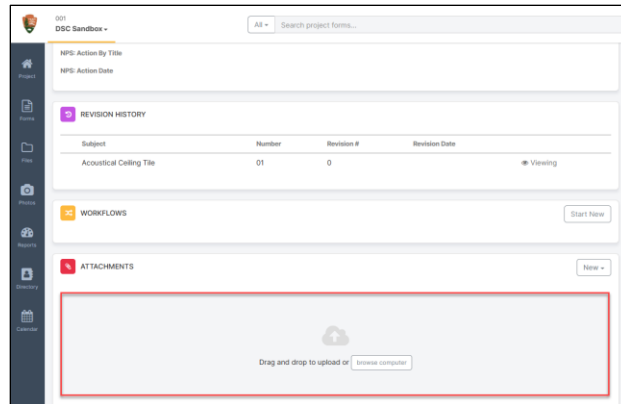 001
DSC Sandbox
All Search project forms...
NPS: Action By Title
NPS: Action Date
Project
Forms
Files
Photos
Reports
Directory
Calendar
REVISION HISTORY
Subject Number Revision # Revision Date
Acoustical Ceiling Tile 01 0 Viewing
WORKFLOWS Start New
ATTACHMENTS New
Drag and drop to upload or browse computer